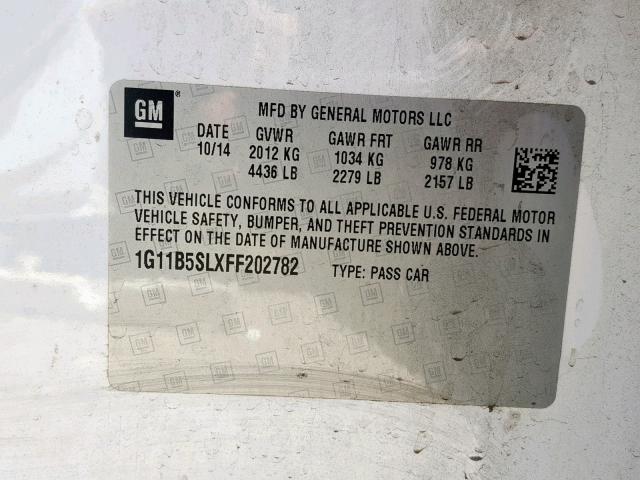 GM ®
MFD BY GENERAL MOTORS LLC
DATE GVWR GAWR FRT GAWR RR
10/14 2012 KG 1034 KG 978 KG
4436 LB 2279 LB 2157 LB
THIS VEHICLE CONFORMS TO ALL APPLICABLE U.S. FEDERAL MOTOR
VEHICLE SAFETY, BUMPER, AND THEFT PREVENTION STANDARDS IN
EFFECT ON THE DATE OF MANUFACTURE SHOWN ABOVE.
1G11B5SLXFF202782 TYPE: PASS CAR